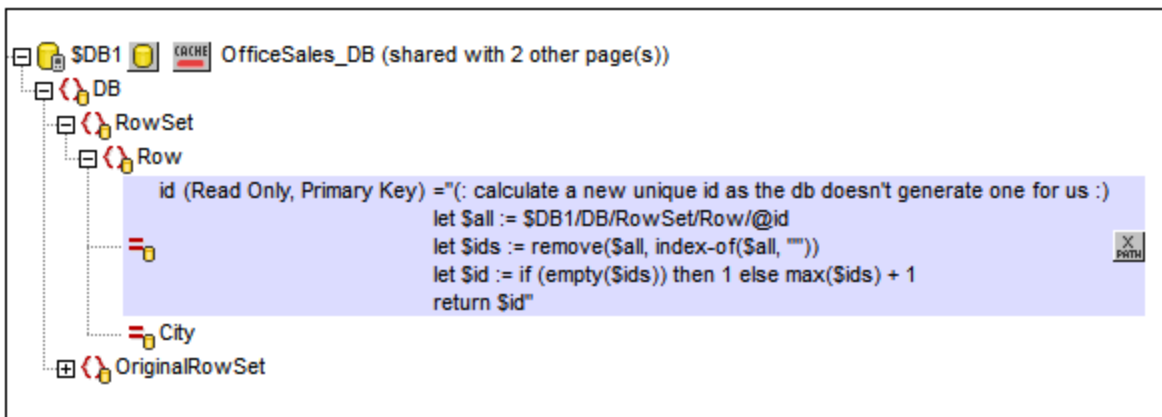 $DB1 CACHE OfficeSales_DB (shared with 2 other page(s))
DB
RowSet
Row
id (Read Only, Primary Key) ="(: calculate a new unique id as the db doesn't generate one for us :)
let $all := $DB1/DB/RowSet/Row/@id
let $ids := remove($all, index-of($all, ""))
let $id := if (empty($ids)) then 1 else max($ids) + 1
return $id"
X PATH
City
OriginalRowSet